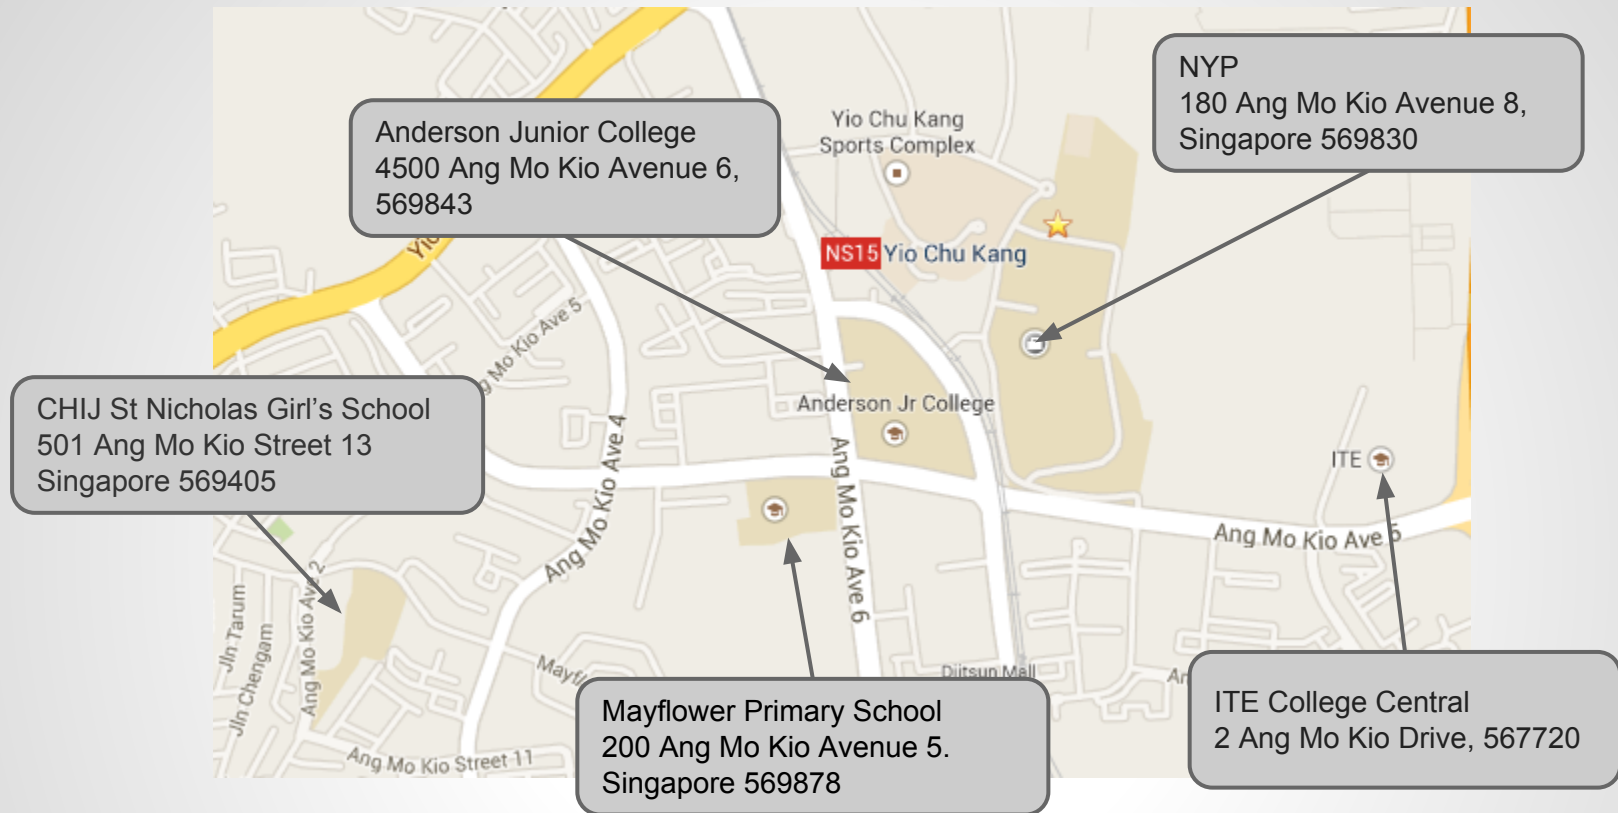 NYP
180 Ang Mo Kio Avenue 8,
Singapore 569830
Anderson Junior College
4500 Ang Mo Kio Avenue 6,
569843
Yio Chu Kang
Sports Complex
NS15 Yio Chu Kang
Yio
Ang Mo Kio Ave 5
CHIJ St Nicholas Girl's School
501 Ang Mo Kio Street 13
Singapore 569405
Anderson Jr College
Ang Mo Kio Ave 4
Ang Mo Kio Ave 6
ITE
Ang Mo Kio Ave 5
Ang Mo Kio Ave 2
Jln Tarum
Jln Chengam
Djitsun Mall
Mayfl
Ang Mo Kio Street 11
Mayflower Primary School
200 Ang Mo Kio Avenue 5.
Singapore 569878
An
ITE College Central
2 Ang Mo Kio Drive, 567720